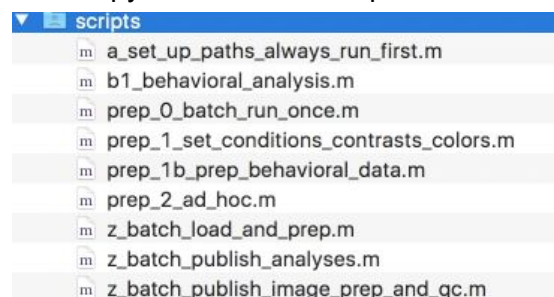 scripts
a_set_up_paths_always_run_first.m
b1_behavioral_analysis.m
prep_0_batch_run_once.m
prep_1_set_conditions_contrasts_colors.m
prep_1b_prep_behavioral_data.m
prep_2_ad_hoc.m
z_batch_load_and_prep.m
z_batch_publish_analyses.m
z_batch_publish_image_prep_and_qc.m